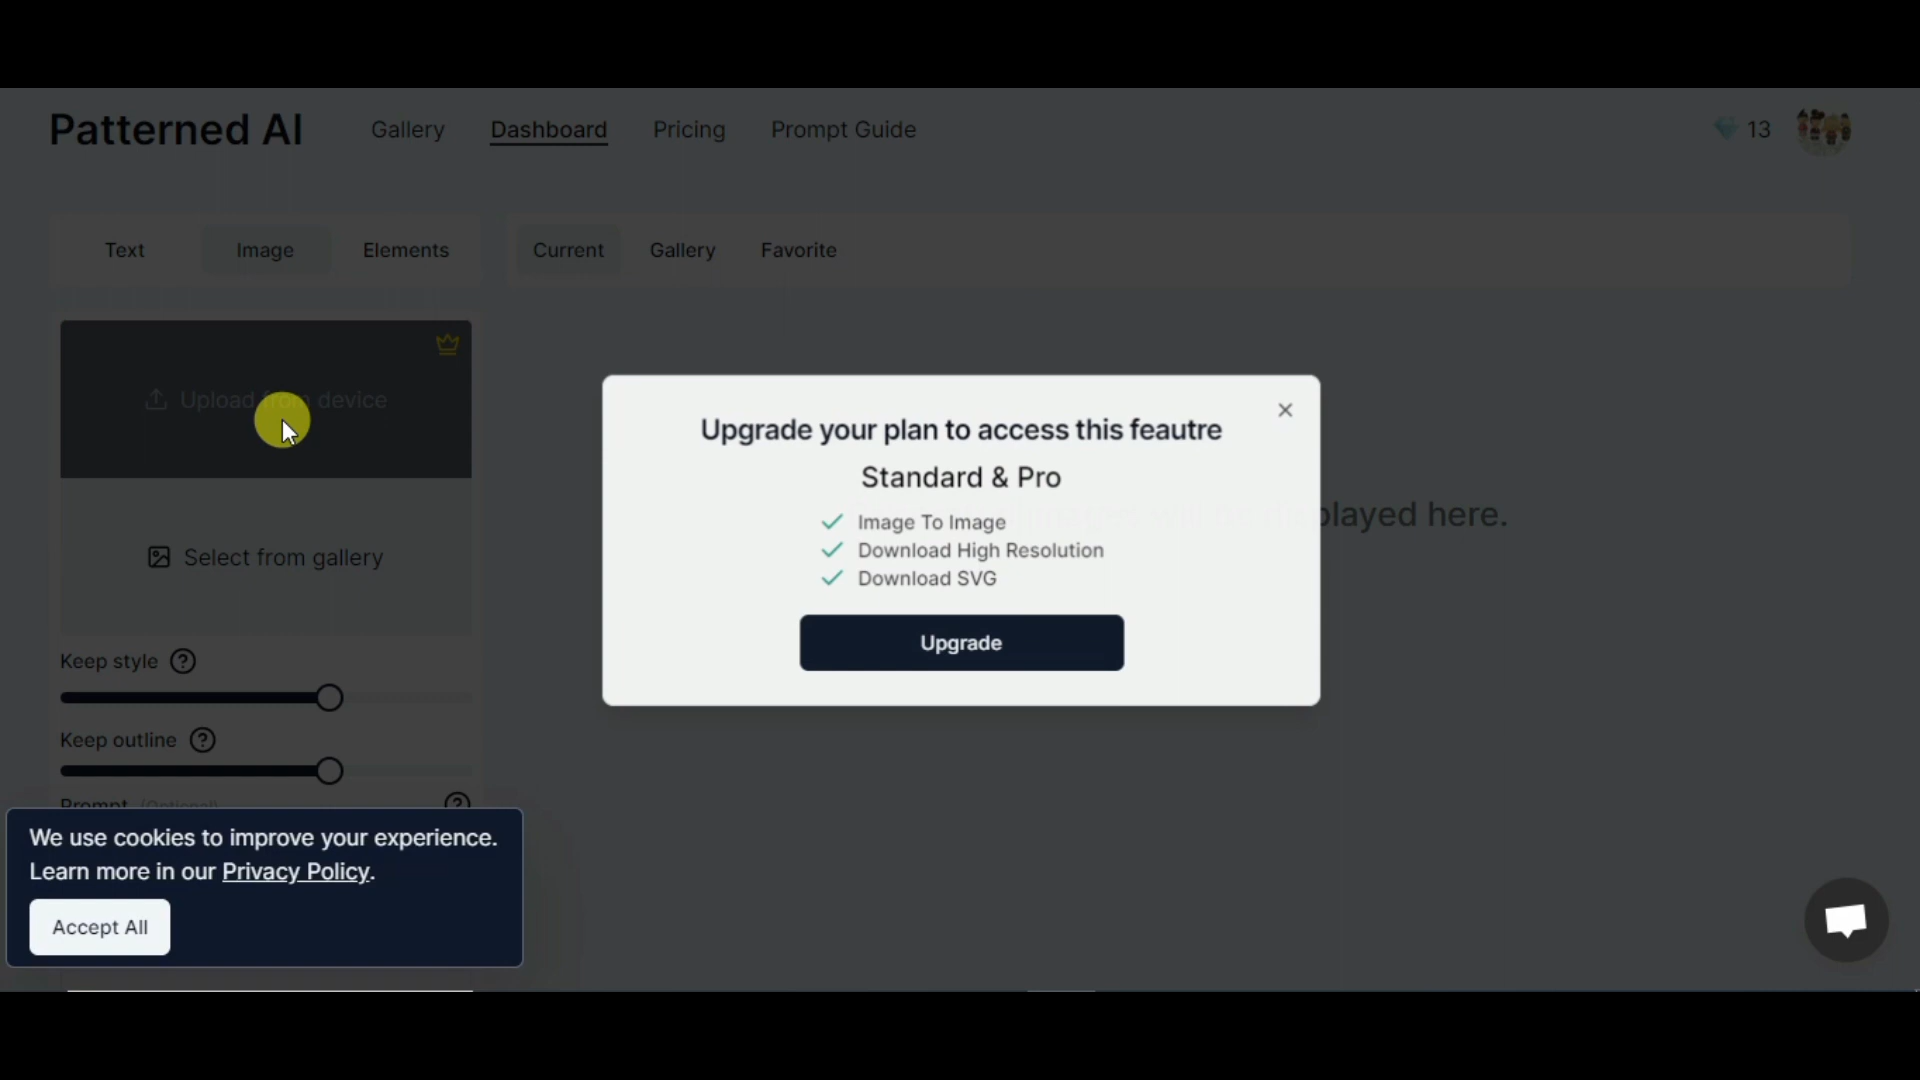 Patterned AI
Gallery
Dashboard
Pricing
Prompt Guide
13
Text
Image
Elements
Current
Gallery
Favorite
Upload from device
Select from gallery
Keep style
Keep outline
Prompt (Optional)
Upgrade your plan to access this feautre
Standard & Pro
Image To Image
Download High Resolution
Download SVG
Upgrade
played here.
We use cookies to improve your experience.
Learn more in our Privacy Policy.
Accept All